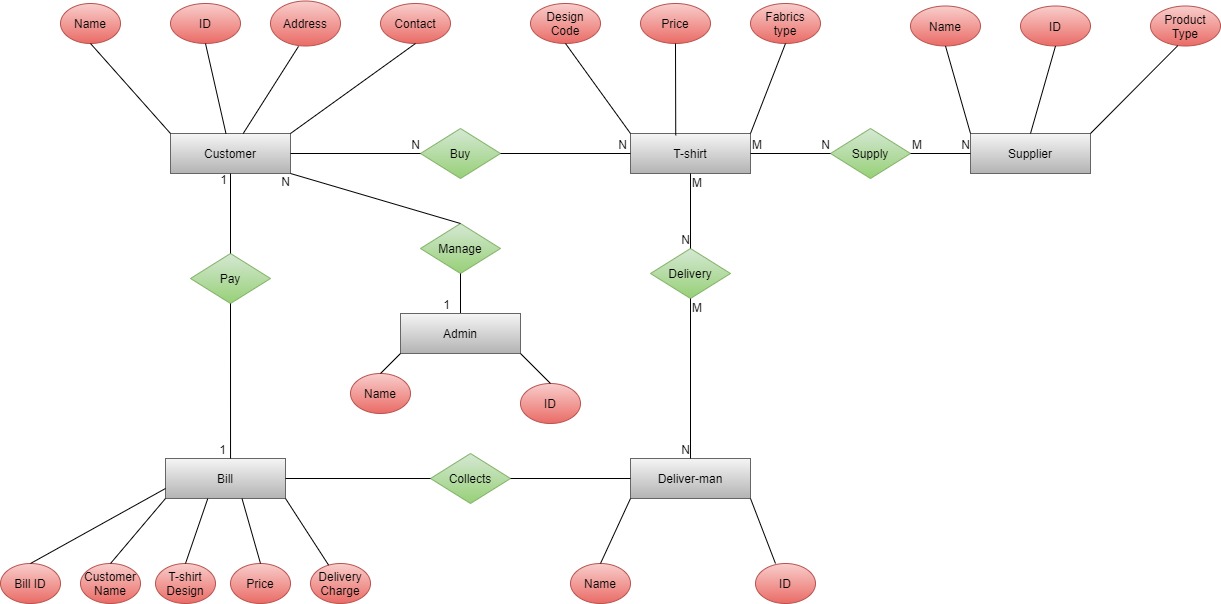 Name
ID
Address
Contact
Design
Code
Price
Fabrics
type
Name
ID
Product
Type
Customer
N
Buy
N
T-shirt
M
N
Supply
M
N
Supplier
1
N
M
Manage
N
Pay
Delivery
1
M
Admin
Name
ID
1
N
Bill
Collects
Deliver-man
Bill ID
Customer
Name
T-shirt
Design
Price
Delivery
Charge
Name
ID